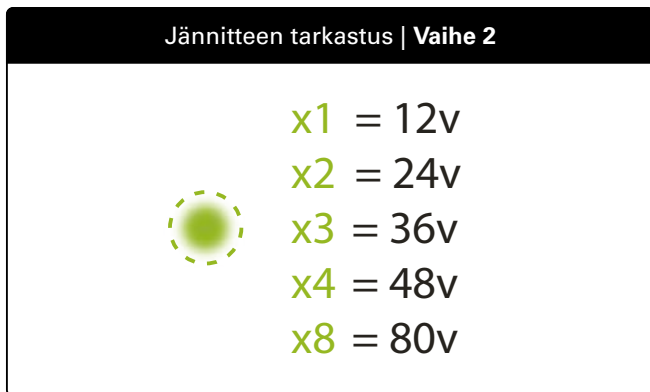 Jännitteen tarkastus | Vaihe 2
x1 = 12v
x2 = 24v
x3 = 36v
x4 = 48v
x8 = 80v